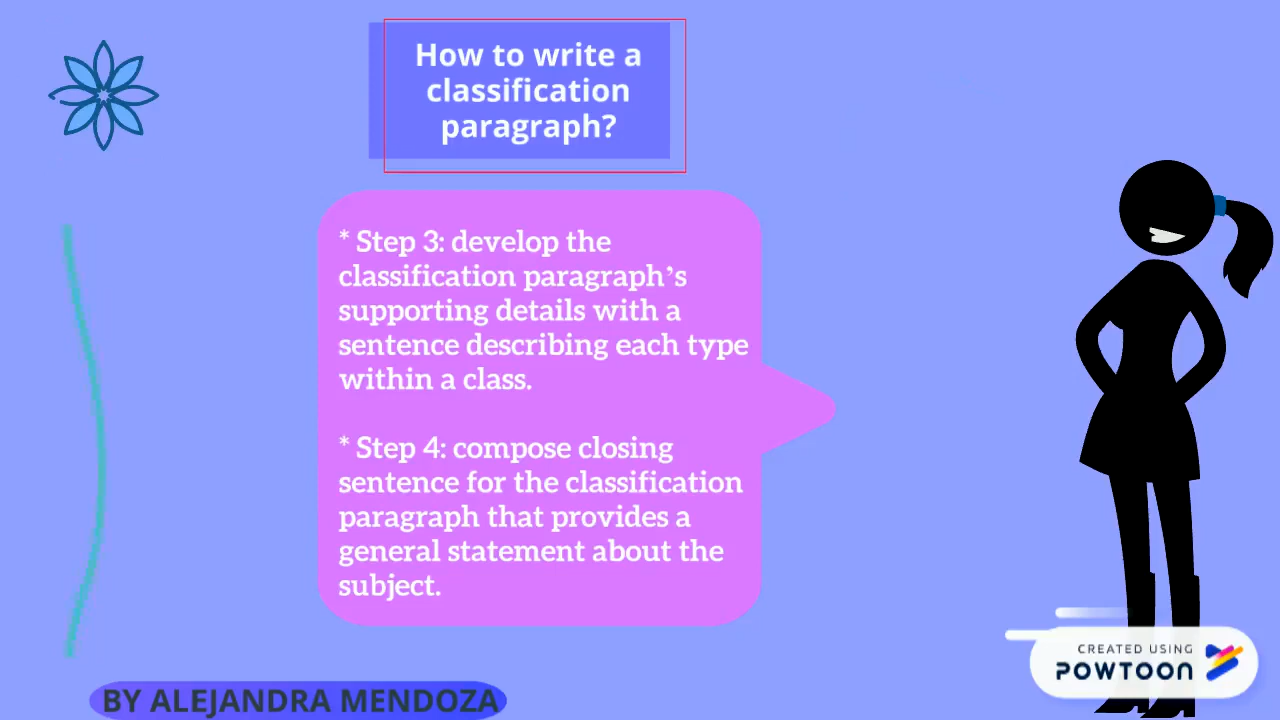 How to write a
classification
paragraph?
* Step 3: develop the
classification paragraph's
supporting details with a
sentence describing each type
within a class.
* Step 4: compose closing
sentence for the classification
paragraph that provides a
general statement about the
subject.
CREATED USING
POWTOON
BY ALEJANDRA MENDOZA